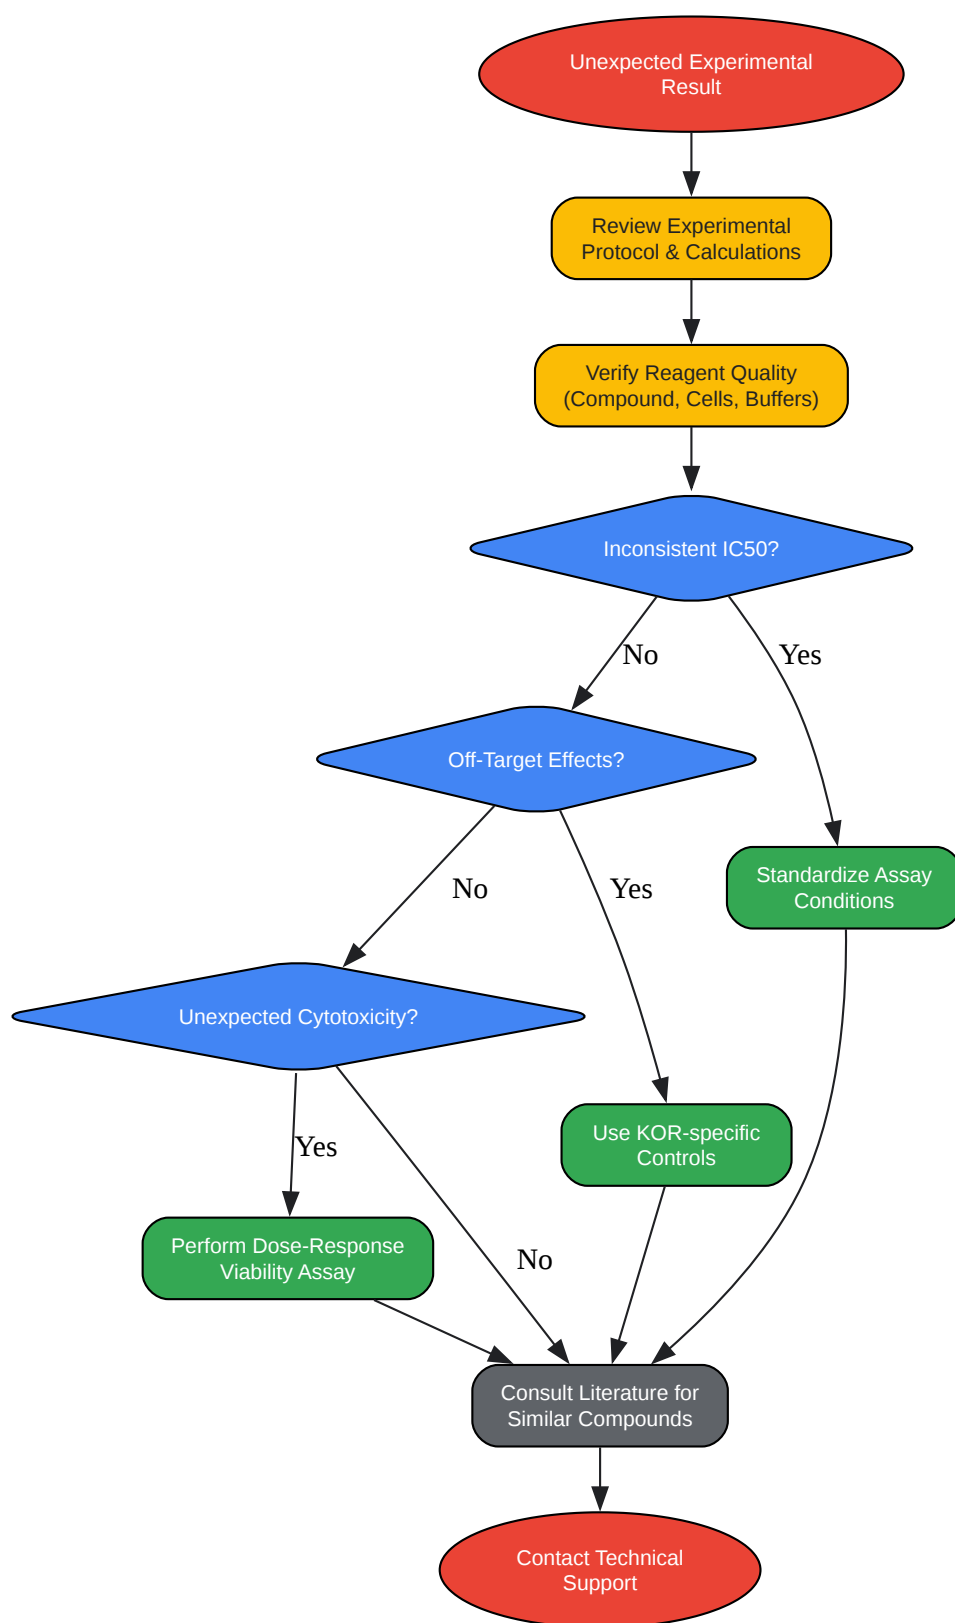 Unexpected Experimental
Result
Review Experimental
Protocol & Calculations
Verify Reagent Quality
(Compound, Cells, Buffers)
Inconsistent IC50?
No
Yes
Off-Target Effects?
No
Yes
Standardize Assay
Conditions
Unexpected Cytotoxicity?
Yes
No
Use KOR-specific
Controls
Perform Dose-Response
Viability Assay
Consult Literature for
Similar Compounds
Contact Technical
Support